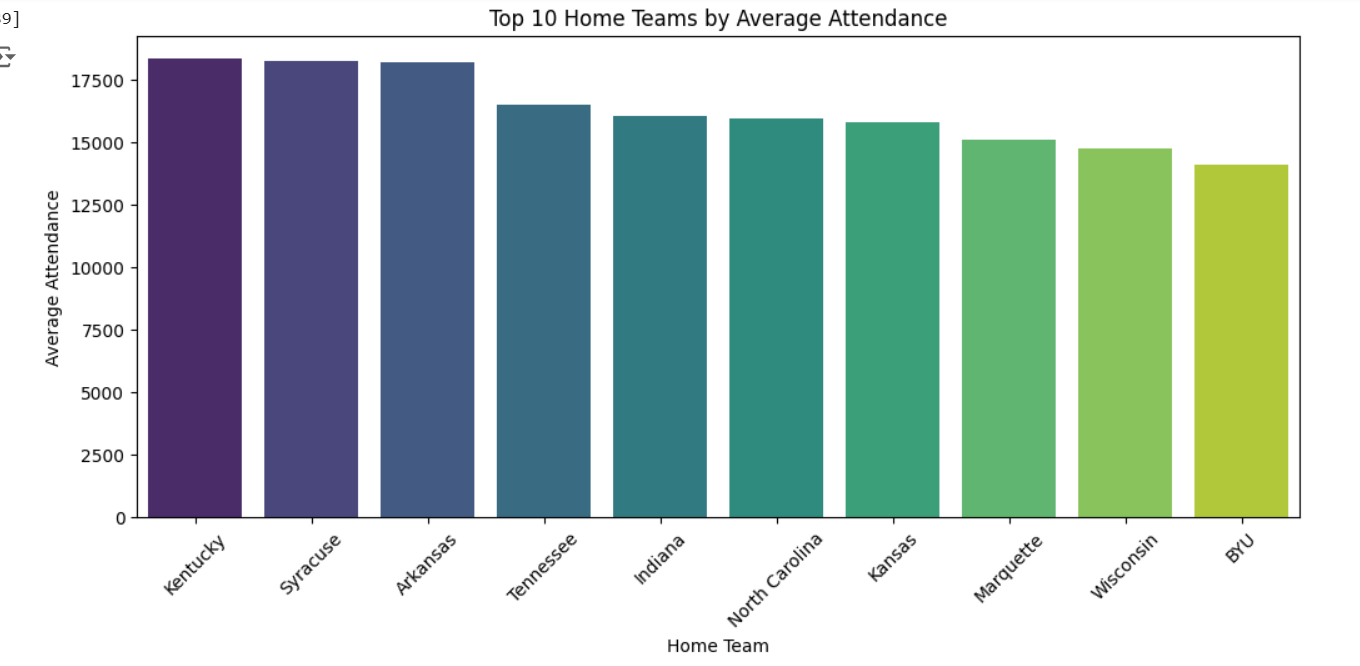 9]
Top 10 Home Teams by Average Attendance
17500
15000
12500
10000
7500
5000
2500
0
Average Attendance
Kentucky
Syracuse
Arkansas
Tennessee
Indiana
North Carolina
Kansas
Marquette
Wisconsin
BYU
Home Team